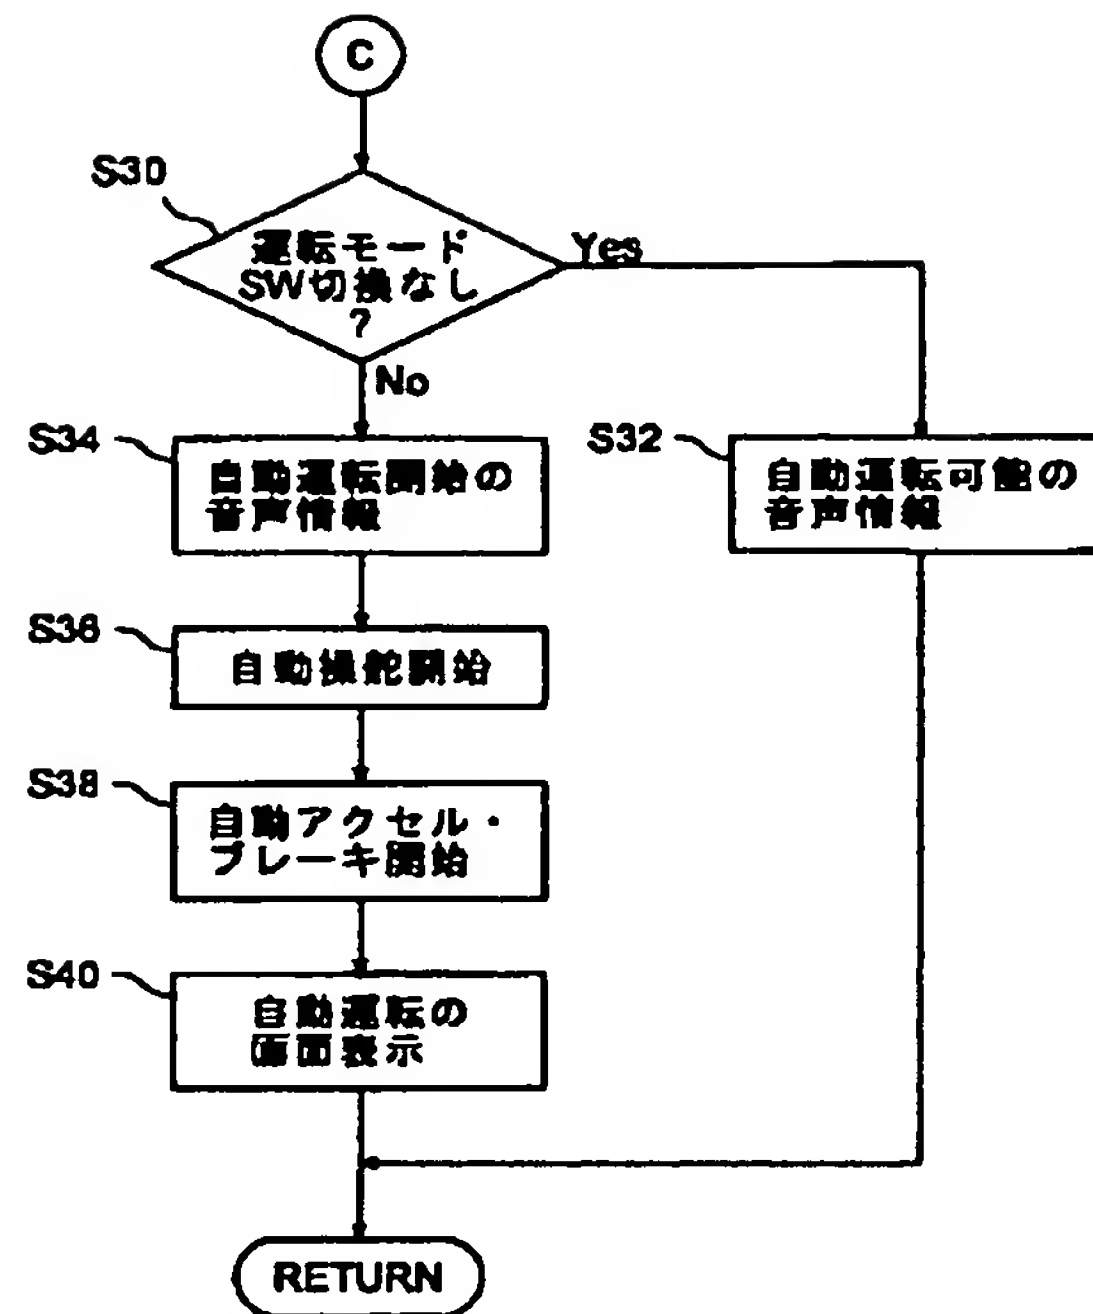 C
S30
運転モード
SW切換なし
?
Yes
No
S34
自動運転開始の
音声情報
S32
自動運転可能の
音声情報
S36
自動操舵開始
S38
自動アクセル・
ブレーキ開始
S40
自動運転の
画面表示
RETURN